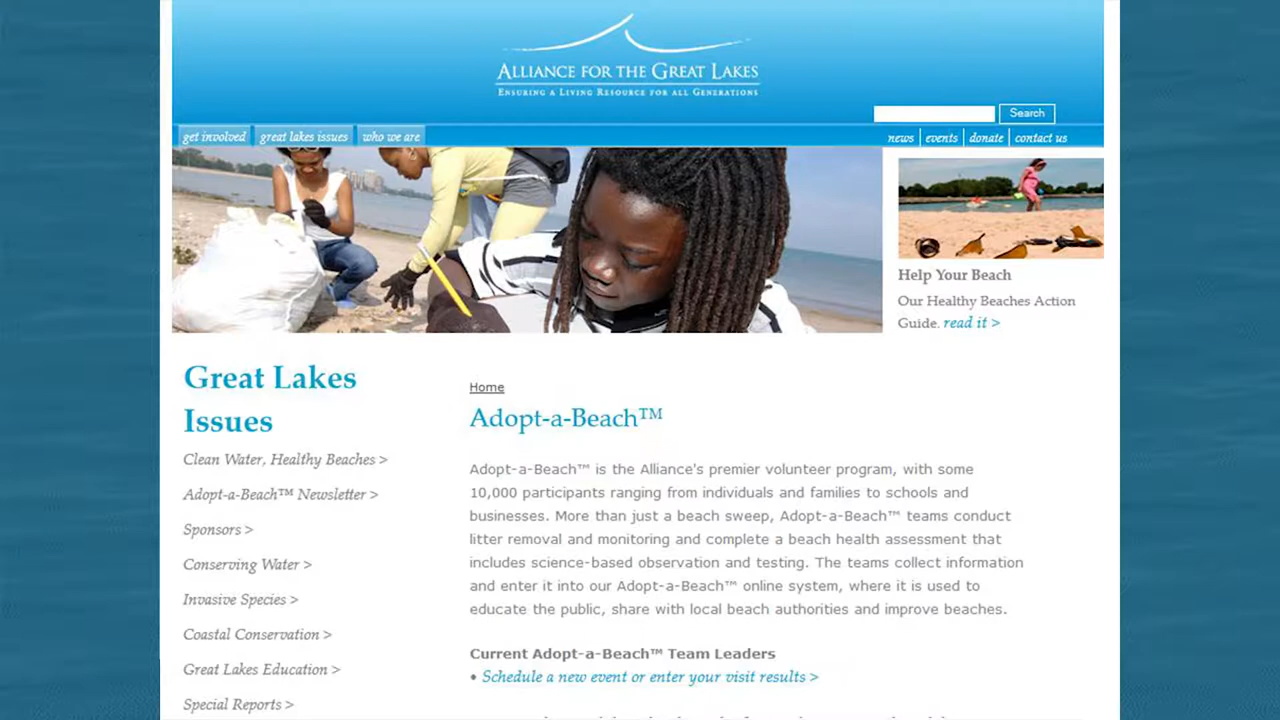 ALLIANCE FOR THE GREAT LAKES
ENSURING A LIVING RESOURCE FOR ALL GENERATIONS
Search
get involved great lakes issues who we are news events donate contact us
Help Your Beach
Our Healthy Beaches Action
Guide. read it >
Great Lakes
Issues
Clean Water, Healthy Beaches >
Adopt-a-Beach™ Newsletter >
Sponsors >
Conserving Water >
Invasive Species >
Coastal Conservation >
Great Lakes Education >
Special Reports >
Home
Adopt-a-Beach™
Adopt-a-Beach™ is the Alliance's premier volunteer program, with some
10,000 participants ranging from individuals and families to schools and
businesses. More than just a beach sweep, Adopt-a-Beach™ teams conduct
litter removal and monitoring and complete a beach health assessment that
includes science-based observation and testing. The teams collect information
and enter it into our Adopt-a-Beach™ online system, where it is used to
educate the public, share with local beach authorities and improve beaches.
Current Adopt-a-Beach™ Team Leaders
• Schedule a new event or enter your visit results >